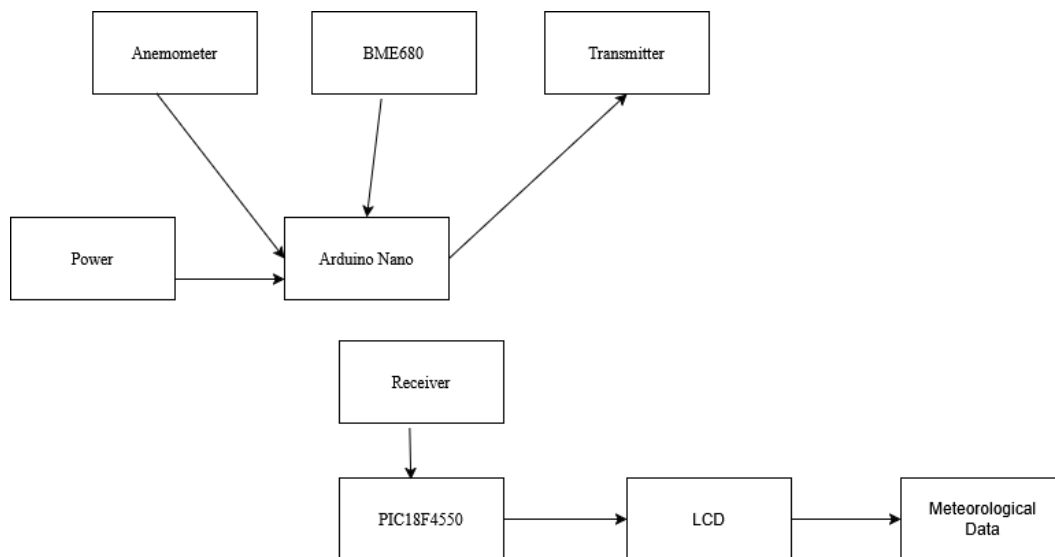 Anemometer
BME680
Transmitter
Power
Arduino Nano
Receiver
PIC18F4550
LCD
Meteorological
Data